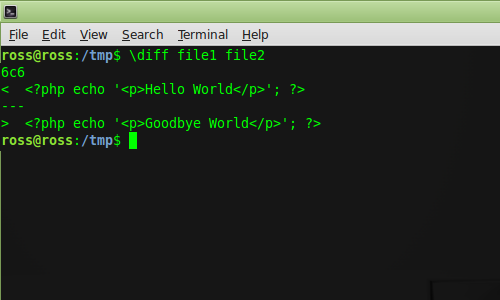 File Edit View Search Terminal Help
ross@ross:/tmp$ \diff file1 file2
6c6
<  <?php echo '<p>Hello World</p>'; ?>
---
>  <?php echo '<p>Goodbye World</p>'; ?>
ross@ross:/tmp$